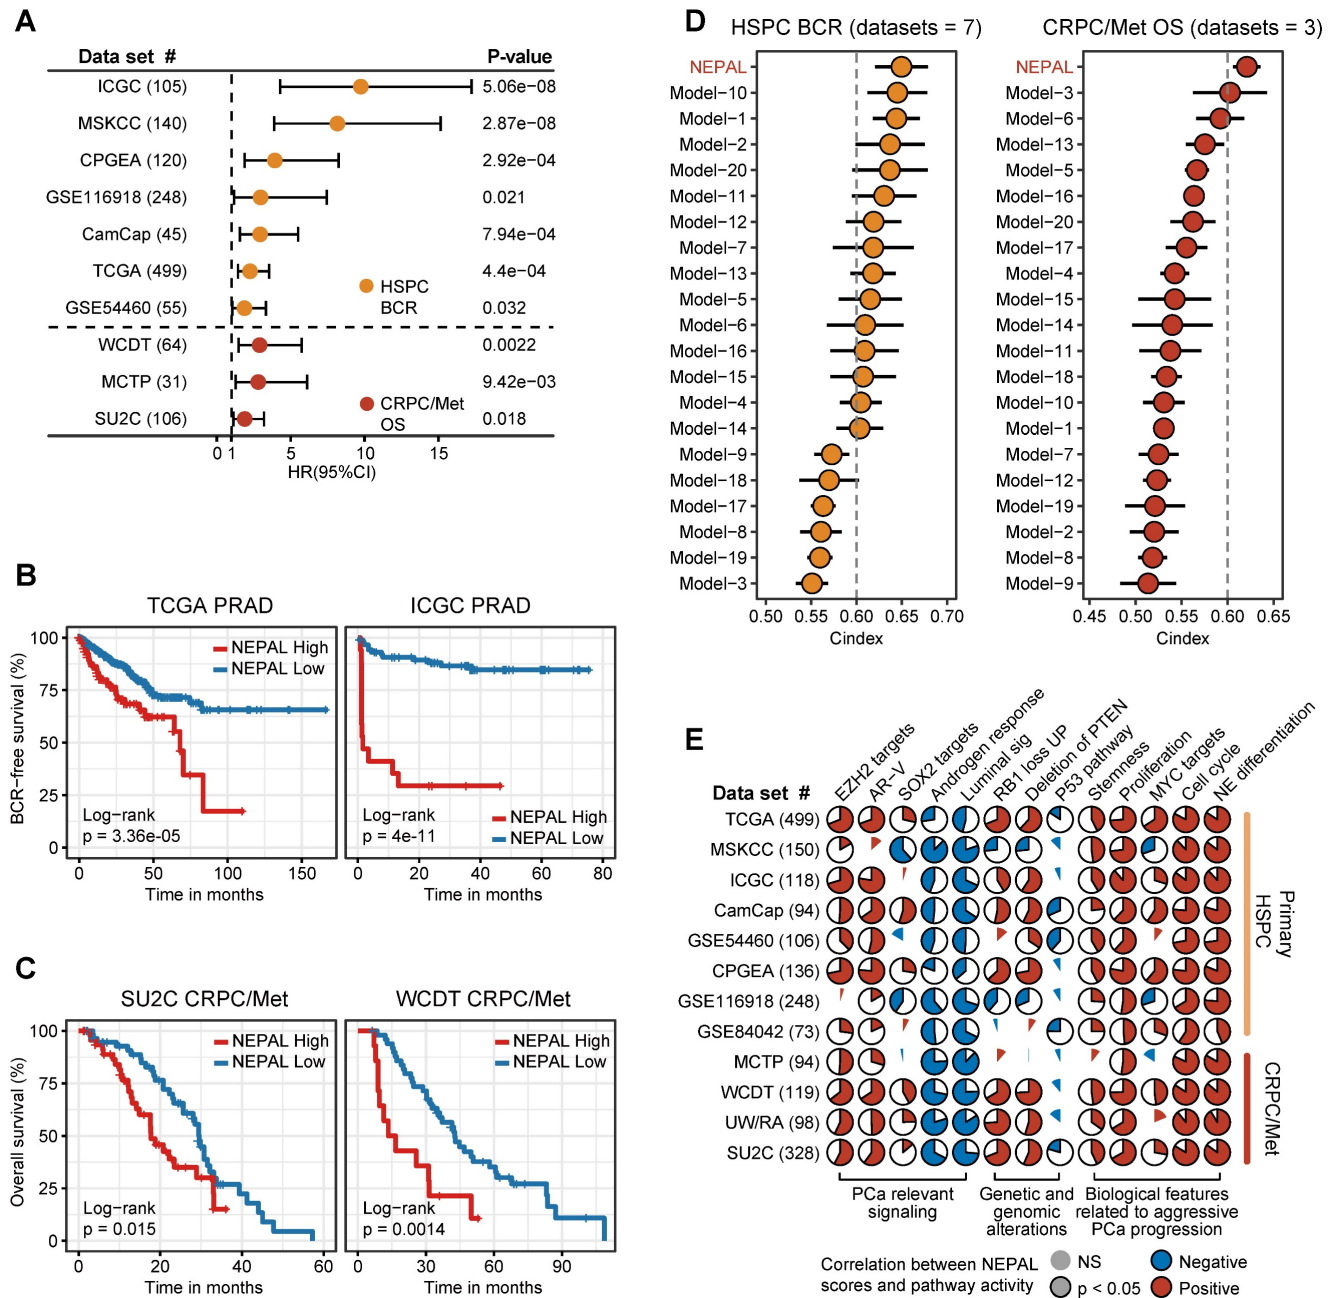 A
Data set #
P-value
ICGC (105)
5.06e−08
MSKCC (140)
2.87e−08
CPGEA (120)
2.92e−04
GSE116918 (248)
0.021
CamCap (45)
7.94e−04
TCGA (499)
4.4e−04
HSPC
BCR
GSE54460 (55)
0.032
WCDT (64)
0.0022
MCTP (31)
9.42e−03
CRPC/Met
OS
SU2C (106)
0.018
0 1 5 10 15
HR(95%CI)
B
TCGA PRAD
ICGC PRAD
BCR−free survival (%)
100
75
50
25
0
NEPAL High
NEPAL Low
Log−rank
p = 3.36e−05
0 50 100 150
Time in months
Log−rank
p = 4e−11
NEPAL High
NEPAL Low
0 20 40 60 80
Time in months
C
SU2C CRPC/Met
WCDT CRPC/Met
Overall survival (%)
100
75
50
25
0
NEPAL High
NEPAL Low
Log−rank
p = 0.015
0 20 40 60
Time in months
NEPAL High
NEPAL Low
Log−rank
p = 0.0014
0 30 60 90
Time in months
D
HSPC BCR (datasets = 7)
NEPAL
Model−10
Model−1
Model−2
Model−20
Model−11
Model−12
Model−7
Model−13
Model−5
Model−6
Model−16
Model−15
Model−4
Model−14
Model−9
Model−18
Model−17
Model−8
Model−19
Model−3
0.50 0.55 0.60 0.65 0.70
Cindex
CRPC/Met OS (datasets = 3)
NEPAL
Model−3
Model−6
Model−13
Model−5
Model−16
Model−20
Model−17
Model−4
Model−15
Model−14
Model−11
Model−18
Model−10
Model−1
Model−7
Model−12
Model−19
Model−2
Model−8
Model−9
0.45 0.50 0.55 0.60 0.65
Cindex
E
Data set #
EZH2 targets
AR−V
SOX2 targets
Androgen response
Luminal sig
RB1 loss UP
Deletion of PTEN
P53 pathway
Stemness
Proliferation
MYC targets
Cell cycle
NE differentiation
TCGA (499)
MSKCC (150)
ICGC (118)
CamCap (94)
GSE54460 (106)
CPGEA (136)
GSE116918 (248)
GSE84042 (73)
MCTP (94)
WCDT (119)
UW/RA (98)
SU2C (328)
Primary
HSPC
CRPC/Met
PCa relevant
signaling
Genetic and
genomic
alterations
Biological features
related to aggressive
PCa progression
Correlation between NEPAL
scores and pathway activity
NS
p < 0.05
Negative
Positive